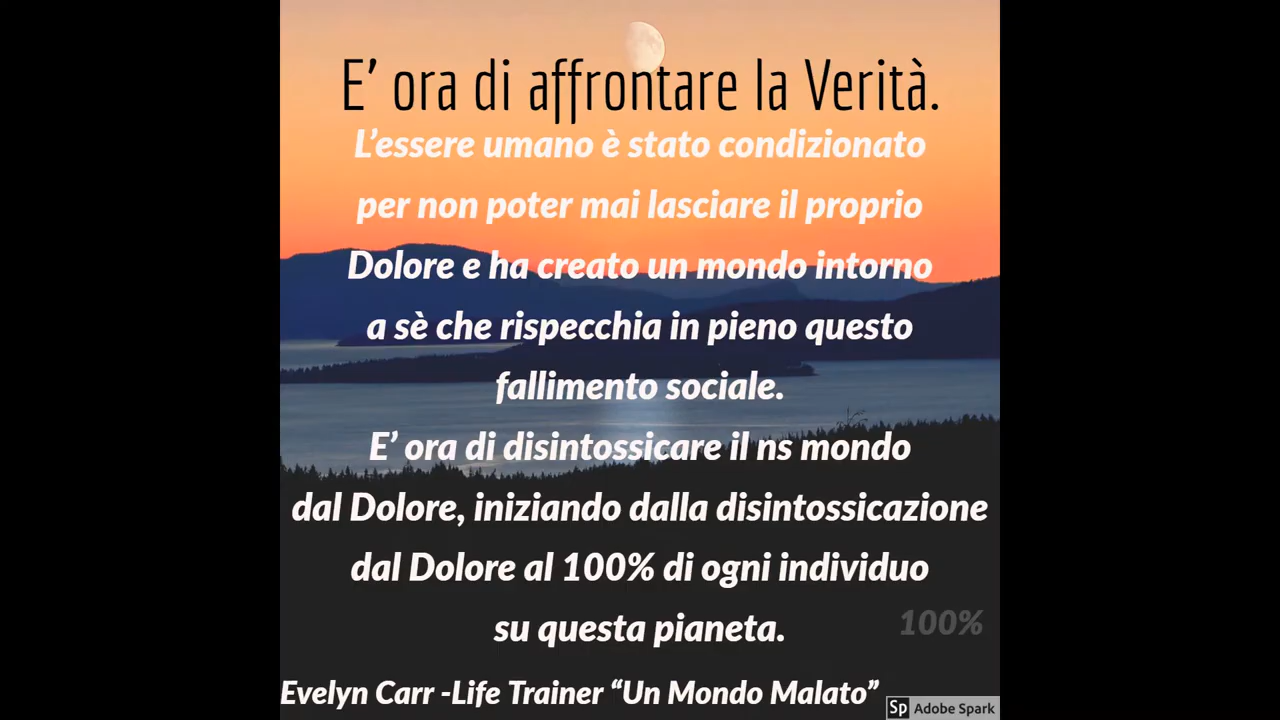 E’ ora di affrontare la Verità.
L’essere umano è stato condizionato
per non poter mai lasciare il proprio
Dolore e ha creato un mondo intorno
a sè che rispecchia in pieno questo
fallimento sociale.
E’ ora di disintossicare il ns mondo
dal Dolore, iniziando dalla disintossicazione
dal Dolore al 100% di ogni individuo
su questa pianeta.
100%
Evelyn Carr -Life Trainer “Un Mondo Malato”
Sp Adobe Spark